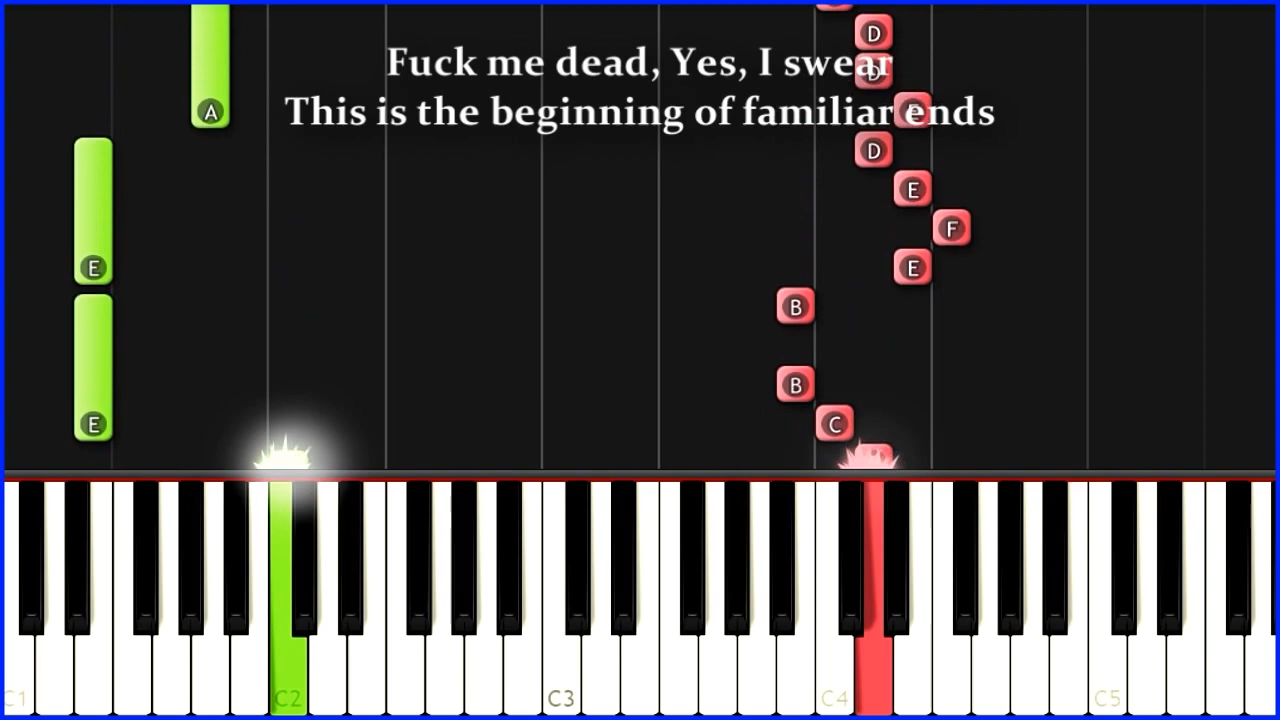 D
Fuck me dead, Yes, I swear
D
A
This is the beginning of familiar ends
D
E
F
E
E
B
B
E
C
C1
C2
C3
C4
C5